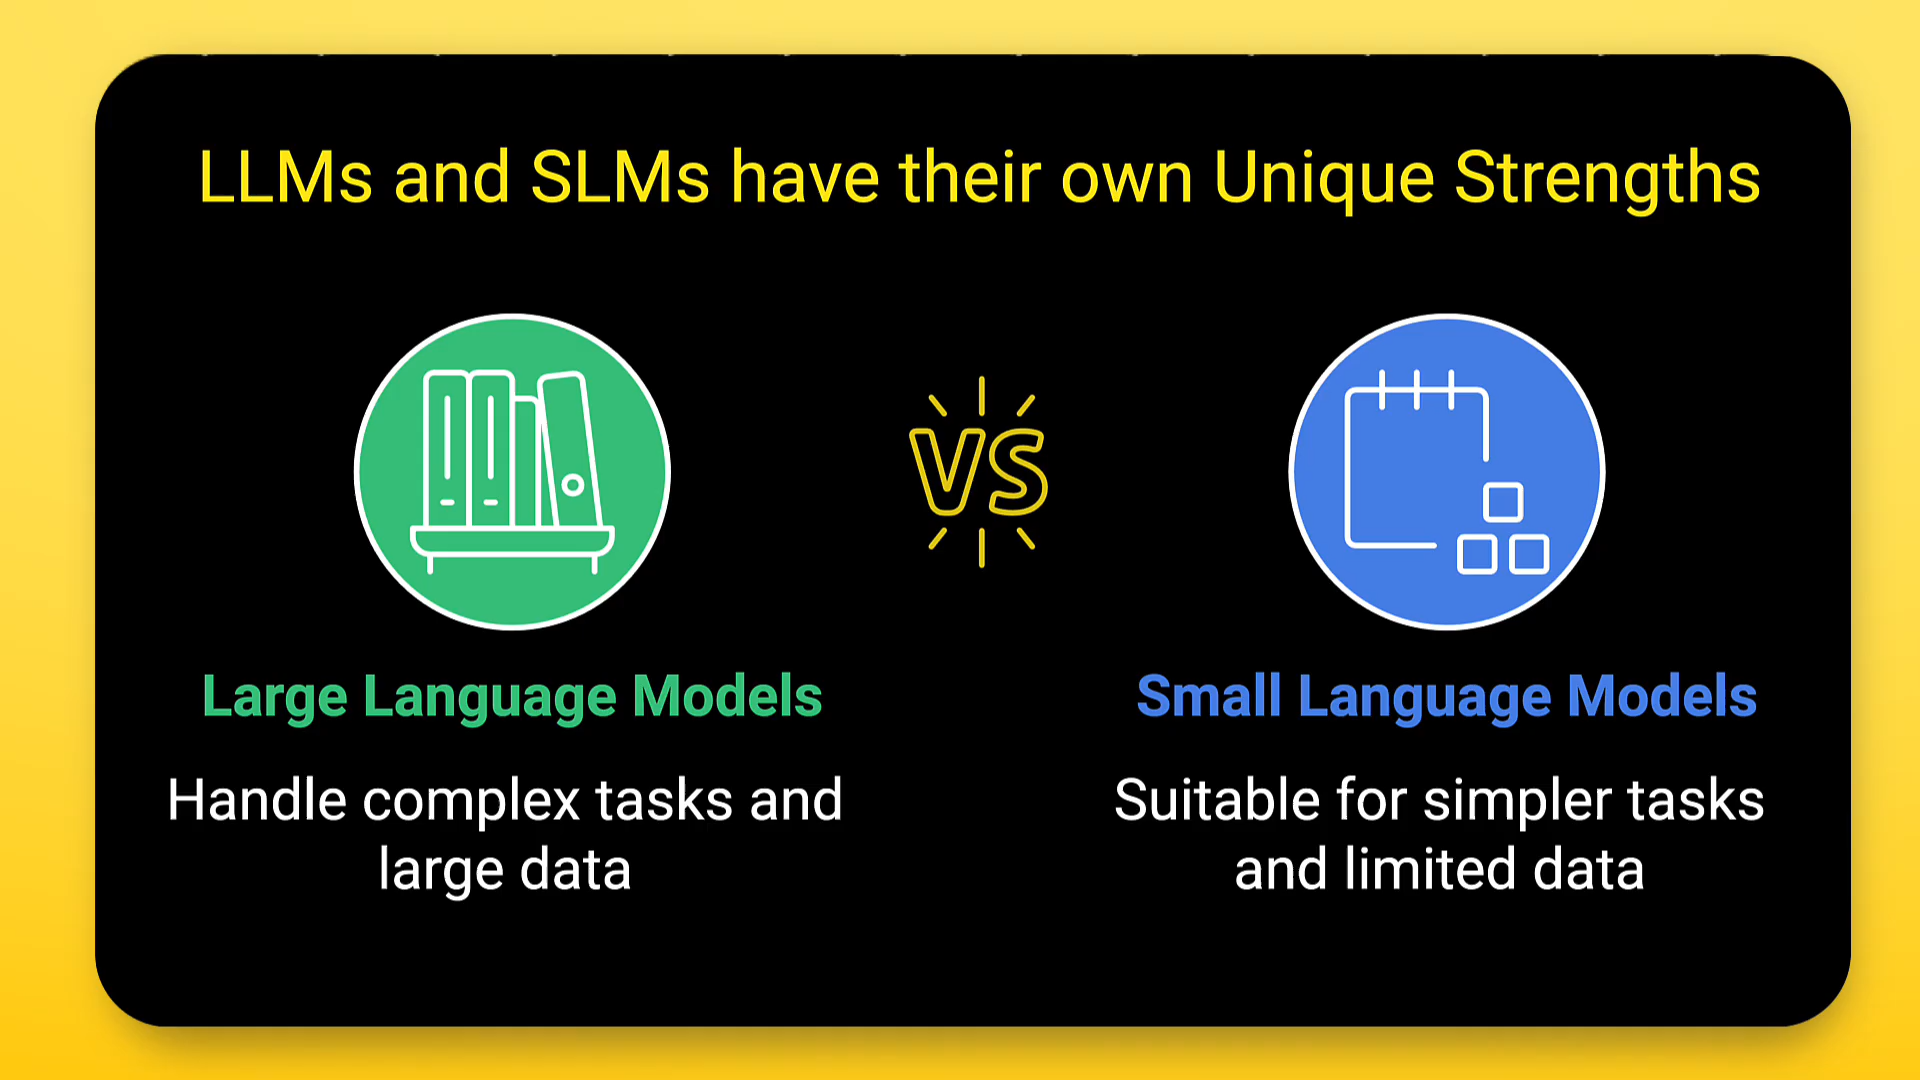 LLMs and SLMs have their own Unique Strengths
VS
Large Language Models
Handle complex tasks and
large data
Small Language Models
Suitable for simpler tasks
and limited data